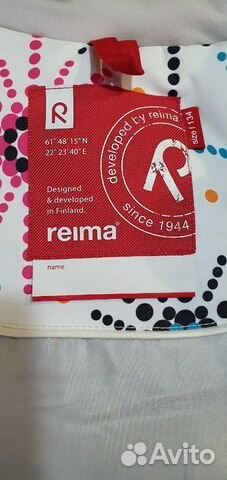 R
61° 48' 15" N
22° 23' 40" E
Designed
& developed
in Finland.
reima®
name
developed by reima®
R
since 1944
size | 134
Avito